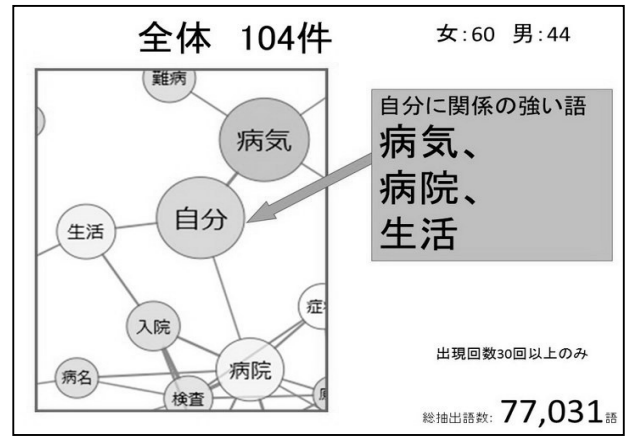 全体 104件
女:60 男:44
難病
病気
自分
生活
入院
病名
検査
病院
自分に関係の強い語
病気、
病院、
生活
出現回数30回以上のみ
総抽出語数: 77,031語